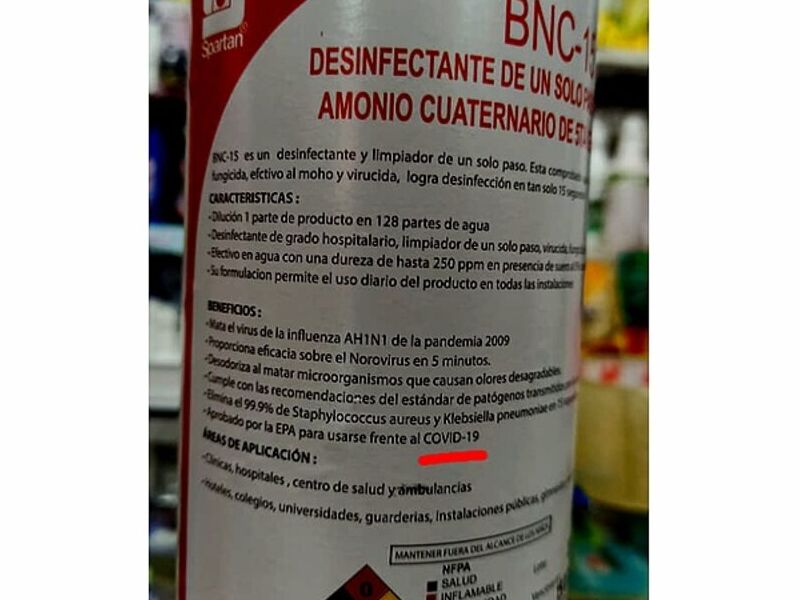 Spartan
BNC-15
DESINFECTANTE DE UN SOLO
AMONIO CUATERNARIO DE 5TA
BNC-15 es un desinfectante y limpiador de un solo paso. Esta
fungicida, efctivo al moho y virucida, logra desinfección en tan solo 15
CARACTERISTICAS :
-Dilución 1 parte de producto en 128 partes de agua
-Desinfectante de grado hospitalario, limpiador de un solo paso, virucida,
-Efectivo en agua con una dureza de hasta 250 ppm en presencia de
-Su formulacion permite el uso diario del producto en todas las instalaciones
BENEFICIOS :
-Mata el virus de la influenza AH1N1 de la pandemia 2009
-Proporciona eficacia sobre el Norovirus en 5 minutos.
-Desodoriza al matar microorganismos que causan olores desagradables.
-Cumple con las recomendaciones del estándar de patógenos transmitidos
-Elimina el 99.9% de Staphylococcus aureus y Klebsiella pneumoniae en 15
-Aprobado por la EPA para usarse frente al COVID-19
ÁREAS DE APLICACIÓN :
-Clínicas, hospitales , centro de salud y ambulancias
-Hoteles, colegios, universidades, guarderías, instalaciones públicas,
MANTENER FUERA DEL ALCANCE DE LOS NIÑOS
NFPA
SALUD
INFLAMABLE
0